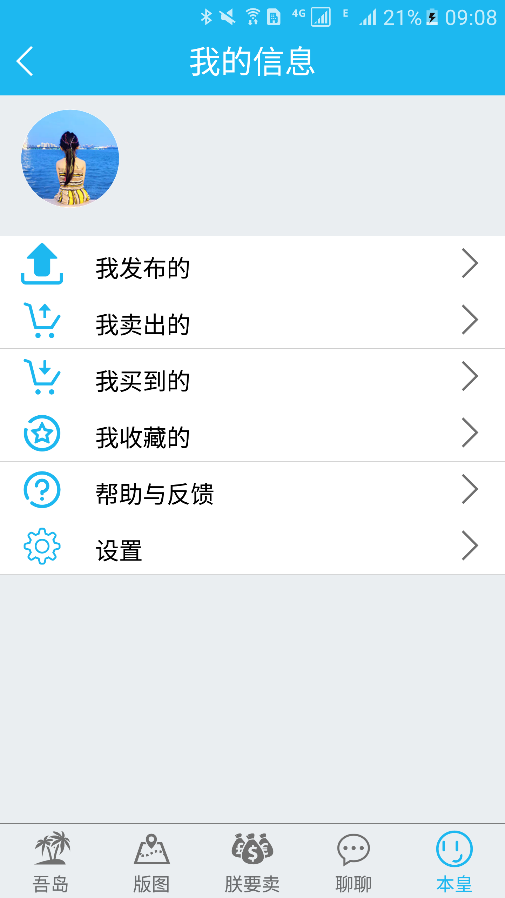 4G E 21% 09:08
我的信息
我发布的
我卖出的
我买到的
我收藏的
帮助与反馈
设置
吾岛 版图 朕要卖 聊聊 本皇